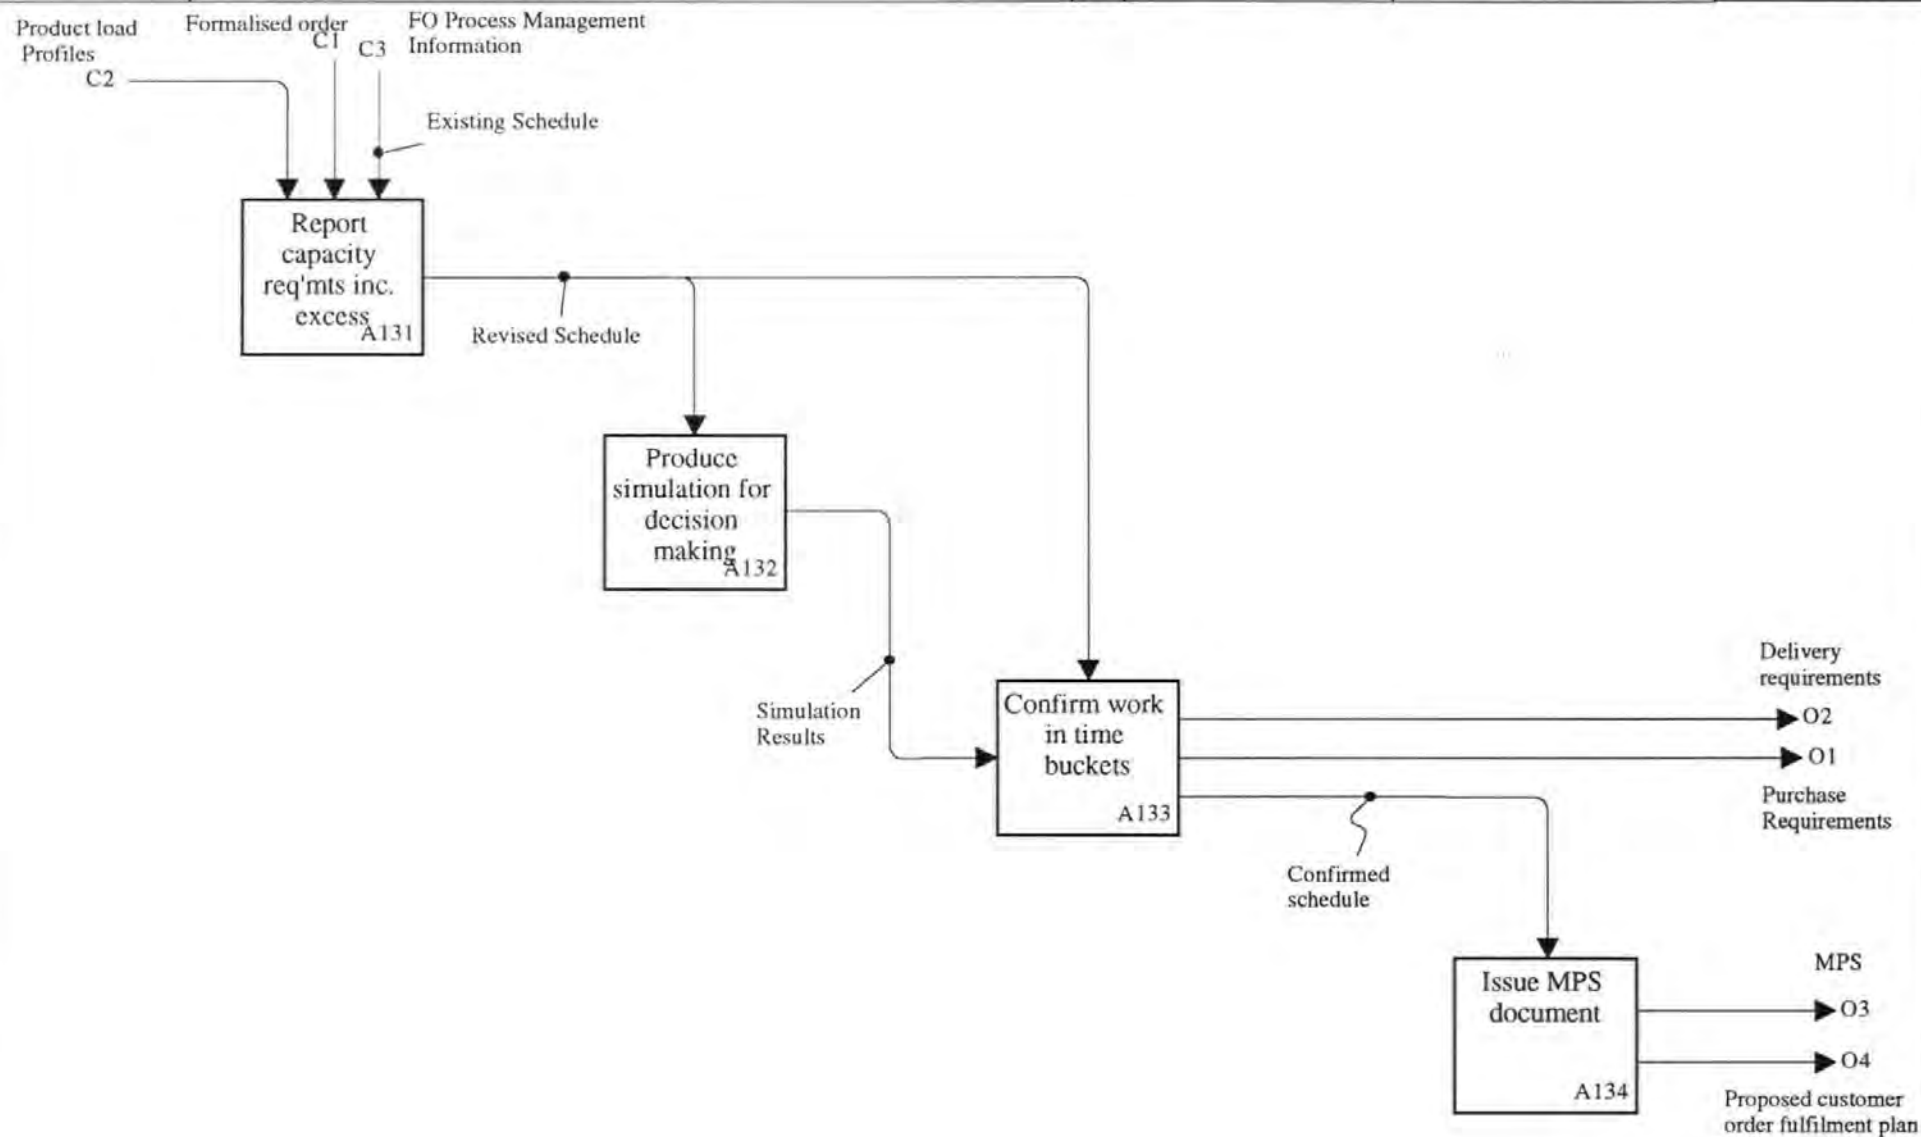 Product load
Profiles
C2
Formalised order
C1
C3
FO Process Management
Information
Existing Schedule
Report
capacity
req'mts inc.
excess
A131
Revised Schedule
Produce
simulation for
decision
making
A132
Simulation
Results
Confirm work
in time
buckets
A133
Delivery
requirements
O2
O1
Purchase
Requirements
Confirmed
schedule
Issue MPS
document
A134
MPS
O3
O4
Proposed customer
order fulfilment plan